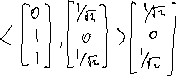 < [0 1 1], [1/√2 0 1/√2] > [1/√2 0 1/√2]